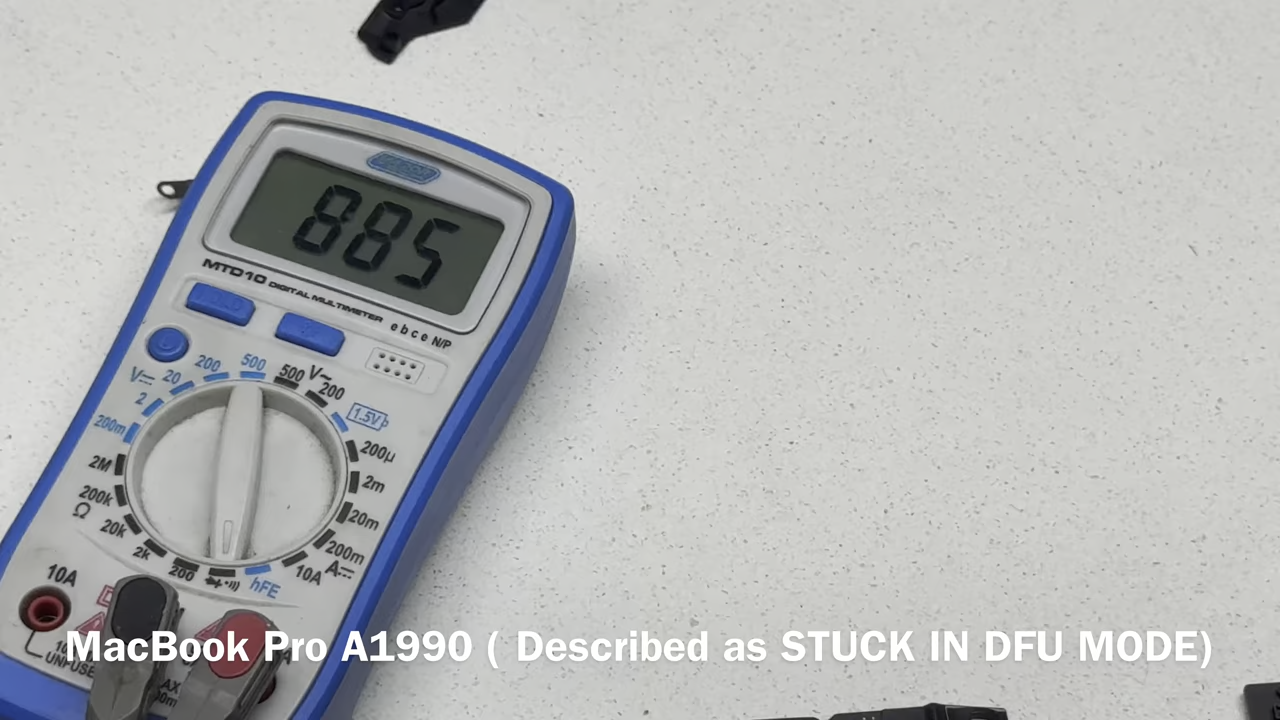 885
MTD10 DIGITAL MULTIMETER
e b c e N/P
V⎓ 20 200 500 500 V~ 200
2
1.5V
200m
200µ
2M
2m
200k
20m
Ω
20k
200m
2k
10A A⎓
200
hFE
10A
UNFUSE
MacBook Pro A1990 ( Described as STUCK IN DFU MODE)